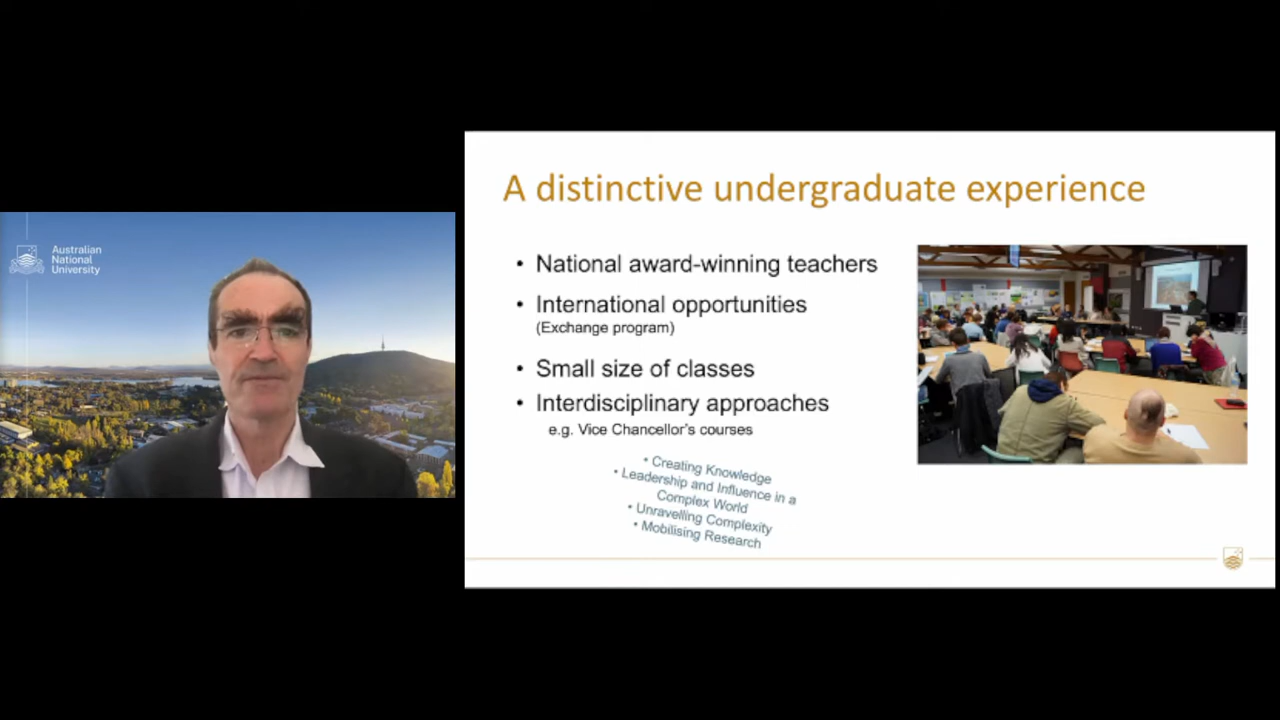 Australian
National
University
A distinctive undergraduate experience
• National award-winning teachers
• International opportunities
(Exchange program)
• Small size of classes
• Interdisciplinary approaches
e.g. Vice Chancellor's courses
• Creating Knowledge
• Leadership and Influence in a
Complex World
• Unravelling Complexity
• Mobilising Research